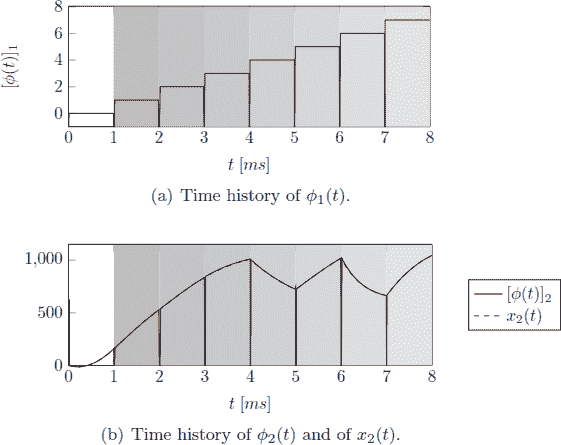 8
6
4
2
0
[ϕ(t)]₁
0 1 2 3 4 5 6 7 8
t [ms]
(a) Time history of ϕ₁(t).
1,000
500
0
0 1 2 3 4 5 6 7 8
t [ms]
[ϕ(t)]₂
x₂(t)
(b) Time history of ϕ₂(t) and of x₂(t).